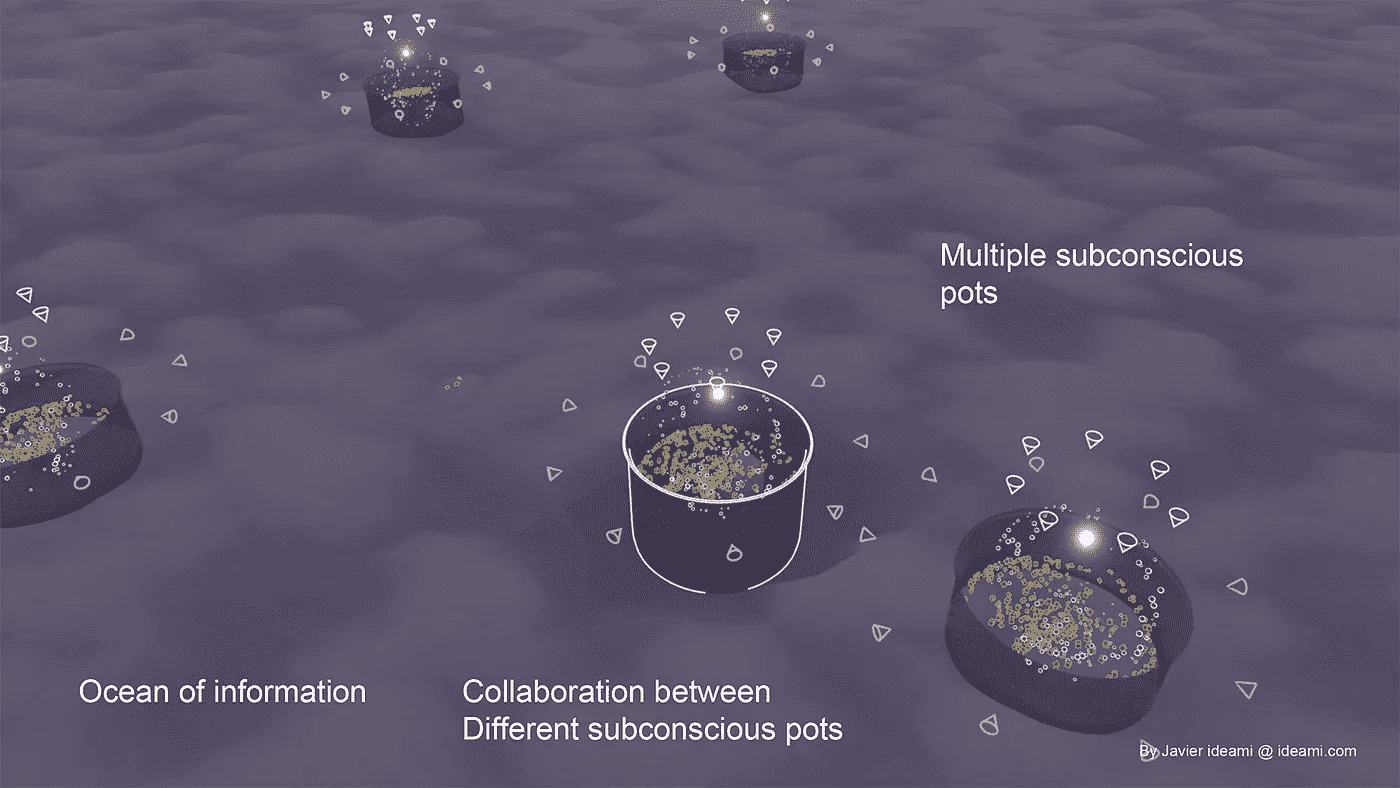 Multiple subconscious
pots
Ocean of information
Collaboration between
Different subconscious pots
By Javier ideami @ ideami.com